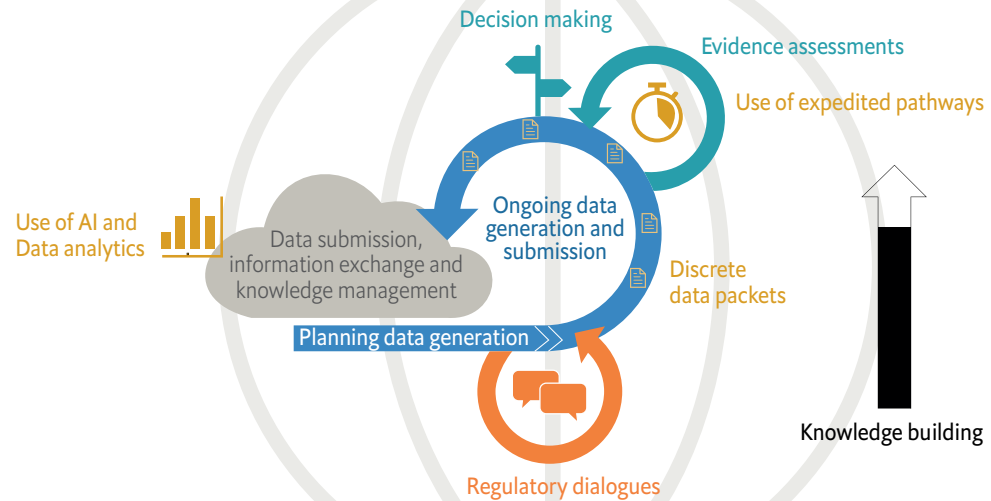 Decision making
Evidence assessments
Use of expedited pathways
Use of AI and
Data analytics
Data submission,
information exchange and
knowledge management
Ongoing data
generation and
submission
Discrete
data packets
Planning data generation
Knowledge building
Regulatory dialogues